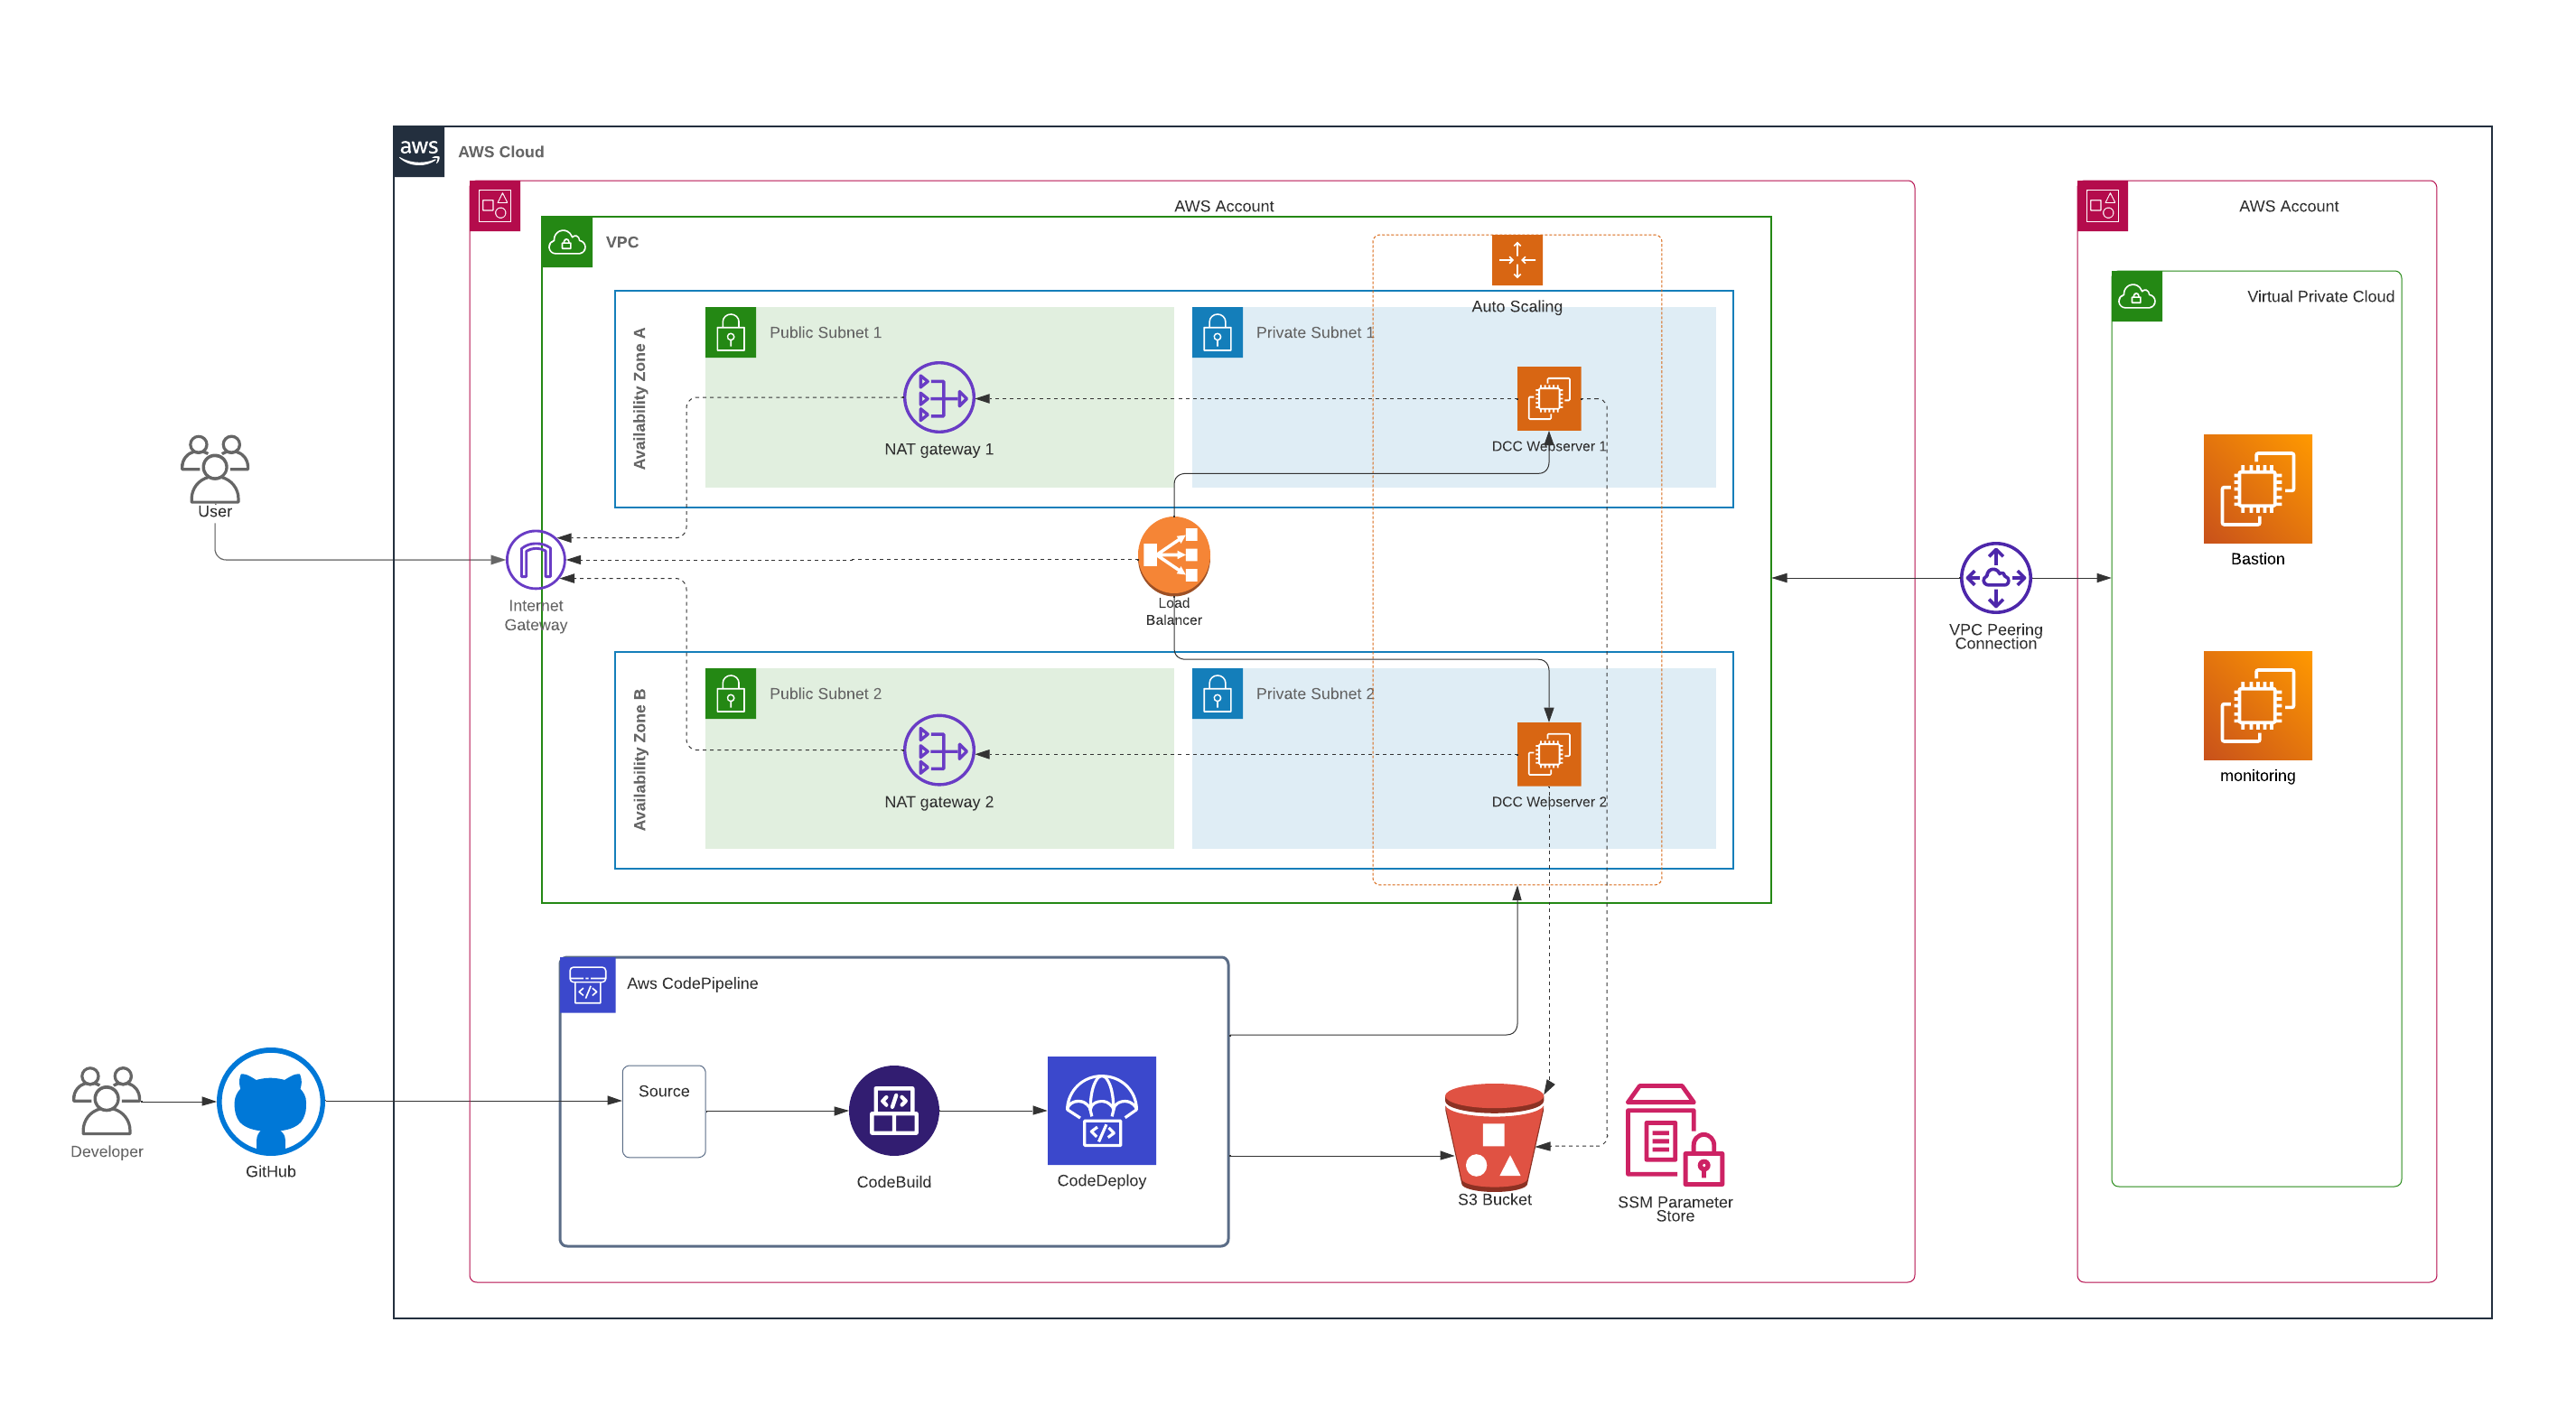 aws
AWS Cloud
AWS Account
AWS Account
VPC
Virtual Private Cloud
Auto Scaling
Availability Zone A
Public Subnet 1
Private Subnet 1
NAT gateway 1
DCC Webserver 1
User
Internet
Gateway
Load
Balancer
Bastion
VPC Peering
Connection
Availability Zone B
Public Subnet 2
Private Subnet 2
NAT gateway 2
DCC Webserver 2
monitoring
Aws CodePipeline
Source
Developer
GitHub
CodeBuild
CodeDeploy
S3 Bucket
SSM Parameter
Store